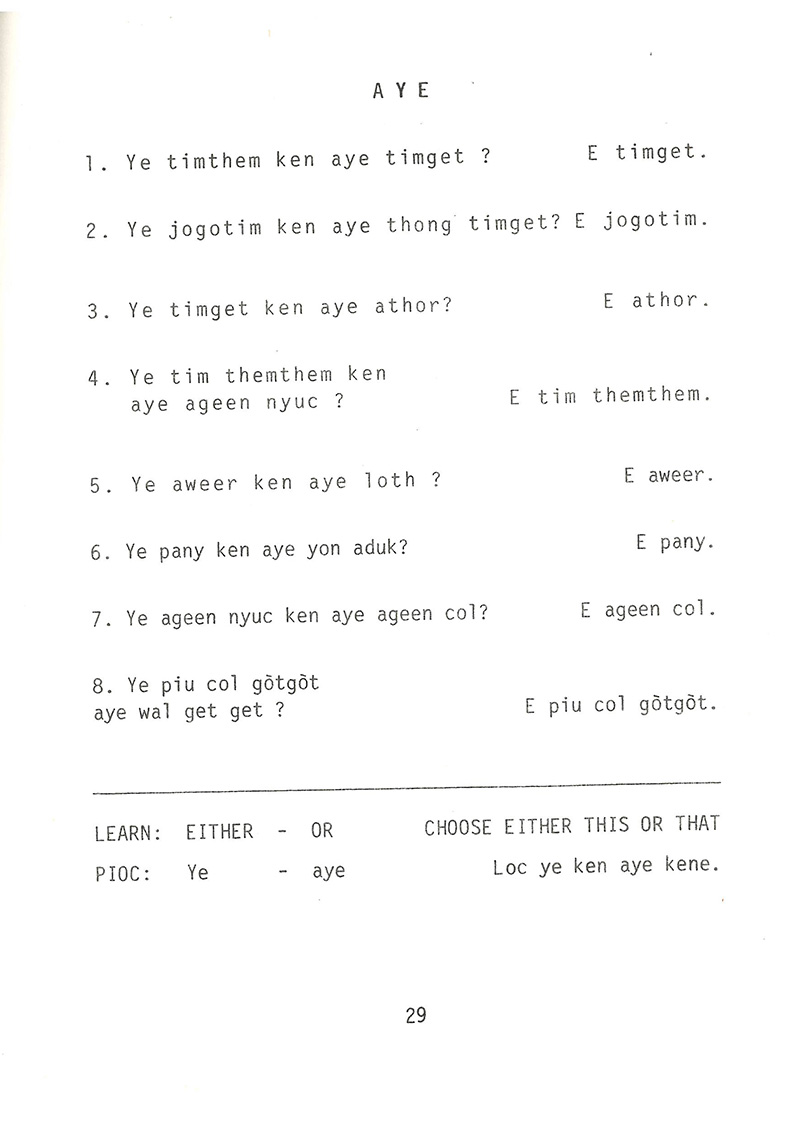 A Y E
1. Ye timthem ken aye timget ? E timget.
2. Ye jogotim ken aye thong timget? E jogotim.
3. Ye timget ken aye athor? E athor.
4. Ye tim themthem ken
aye ageen nyuc ? E tim themthem.
5. Ye aweer ken aye loth ? E aweer.
6. Ye pany ken aye yon aduk? E pany.
7. Ye ageen nyuc ken aye ageen col? E ageen col.
8. Ye piu col gòtgòt
aye wal get get ? E piu col gòtgòt.
LEARN: EITHER - OR CHOOSE EITHER THIS OR THAT
PIOC: Ye - aye Loc ye ken aye kene.
29